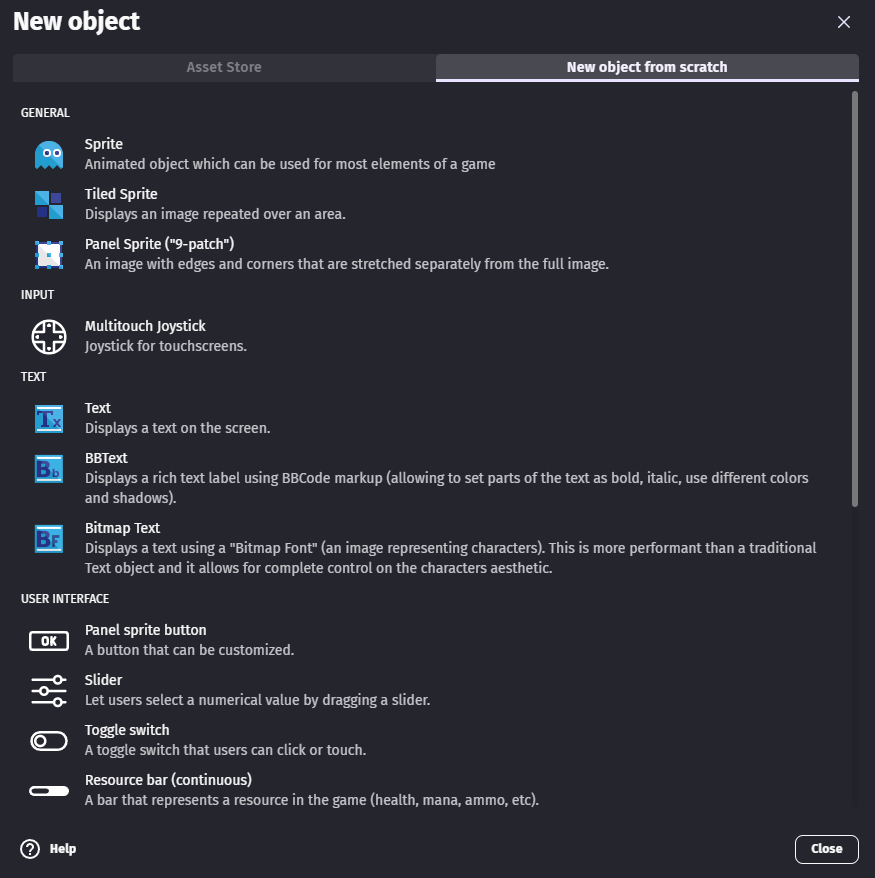 New object
Asset Store
New object from scratch
GENERAL
Sprite
Animated object which can be used for most elements of a game
Tiled Sprite
Displays an image repeated over an area.
Panel Sprite ("9-patch")
An image with edges and corners that are stretched separately from the full image.
INPUT
Multitouch Joystick
Joystick for touchscreens.
TEXT
Tx
Text
Displays a text on the screen.
Bb
BBText
Displays a rich text label using BBCode markup (allowing to set parts of the text as bold, italic, use different colors
and shadows).
BF
Bitmap Text
Displays a text using a "Bitmap Font" (an image representing characters). This is more performant than a traditional
Text object and it allows for complete control on the characters aesthetic.
USER INTERFACE
OK
Panel sprite button
A button that can be customized.
Slider
Let users select a numerical value by dragging a slider.
Toggle switch
A toggle switch that users can click or touch.
Resource bar (continuous)
A bar that represents a resource in the game (health, mana, ammo, etc).
? Help
Close